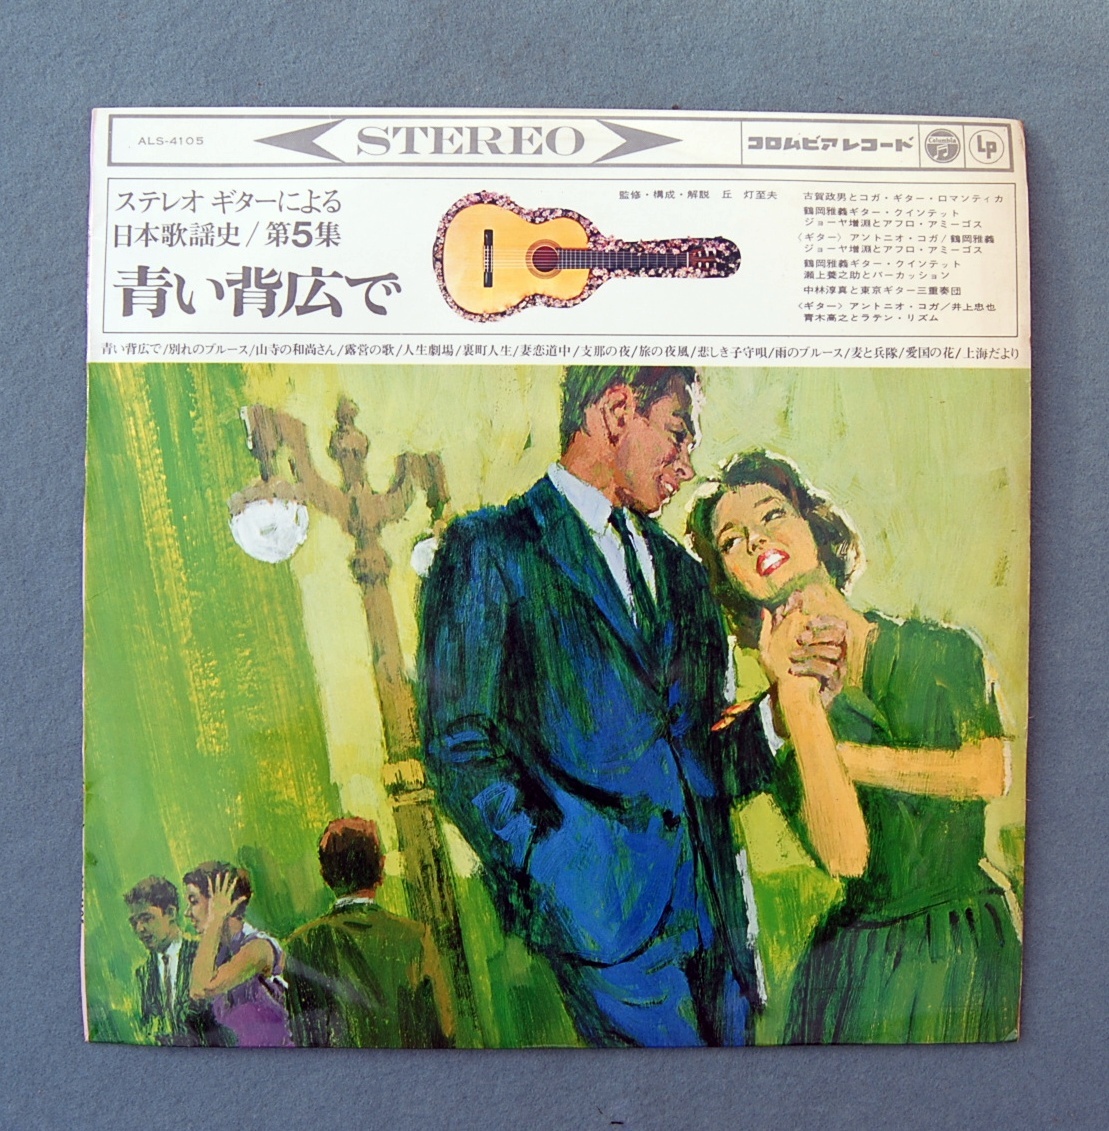 ALS-4105
STEREO
コロムビアレコード
Columbia
LP
ステレオ ギターによる
日本歌謡史/第5集
青い背広で
監修・構成・解説 丘 灯至夫
古賀政男とコガ・ギター・ロマンティカ
鶴岡雅義ギター・クインテット
ジョーヤ増淵とアフロ・アミーゴス
〈ギター〉アントニオ・コガ/鶴岡雅義
ジョーヤ増淵とアフロ・アミーゴス
鶴岡雅義ギター・クインテット
瀬上養之助とパーカッション
中林淳真と東京ギター三重奏団
〈ギター〉アントニオ・コガ/井上忠也
青木高之とラテン・リズム
青い背広で/別れのブルース/山寺の和尚さん/露営の歌/人生劇場/裏町人生/妻恋道中/支那の夜/旅の夜風/悲しき子守唄/雨のブルース/麦と兵隊/愛国の花/上海だより